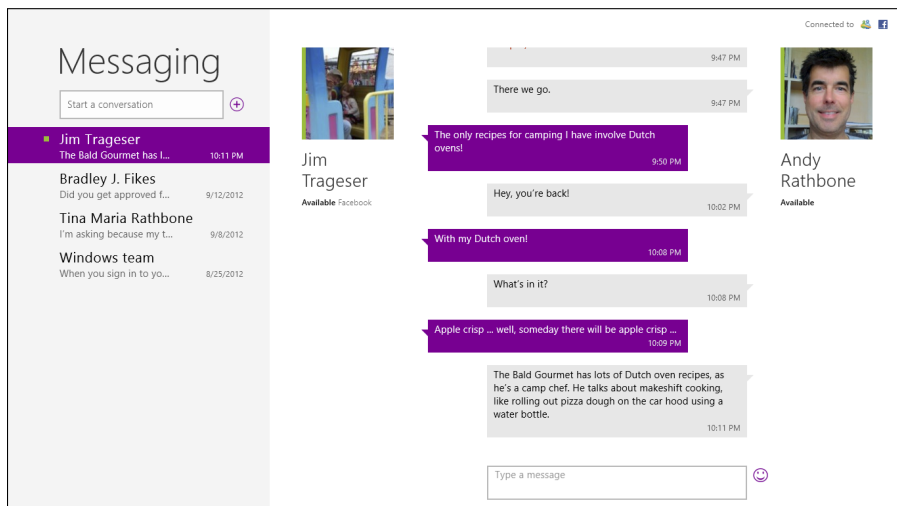 Connected to
Messaging
Start a conversation
Jim Trageser
The Bald Gourmet has l...
10:11 PM
Bradley J. Fikes
Did you get approved f...
9/12/2012
Tina Maria Rathbone
I'm asking because my t...
9/8/2012
Windows team
When you sign in to yo...
8/25/2012
Jim
Trageser
Available Facebook
9:47 PM
There we go.
9:47 PM
The only recipes for camping I have involve Dutch
ovens!
9:50 PM
Hey, you're back!
10:02 PM
With my Dutch oven!
10:08 PM
What's in it?
10:08 PM
Apple crisp ... well, someday there will be apple crisp ...
10:09 PM
The Bald Gourmet has lots of Dutch oven recipes, as
he's a camp chef. He talks about makeshift cooking,
like rolling out pizza dough on the car hood using a
water bottle.
10:11 PM
Type a message
Andy
Rathbone
Available